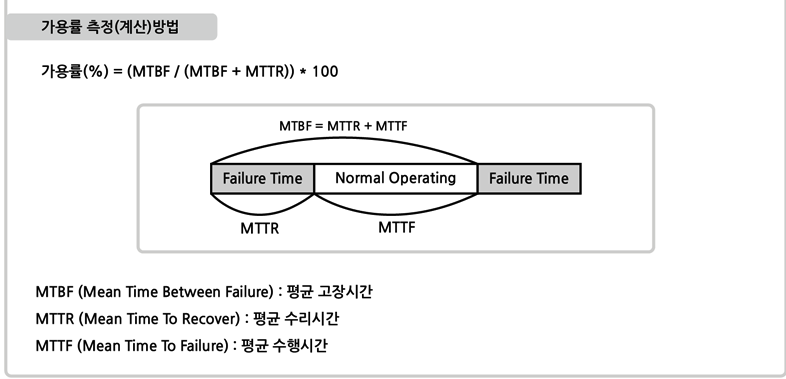 가용률 측정(계산)방법
가용률(%) = (MTBF / (MTBF + MTTR)) * 100
MTBF = MTTR + MTTF
Failure Time Normal Operating Failure Time
MTTR MTTF
MTBF (Mean Time Between Failure) : 평균 고장시간
MTTR (Mean Time To Recover) : 평균 수리시간
MTTF (Mean Time To Failure) : 평균 수행시간